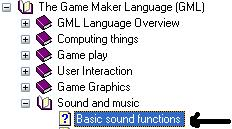 The Game Maker Language (GML)
GML Language Overview
Computing things
Game play
User Interaction
Game Graphics
Sound and music
Basic sound functions